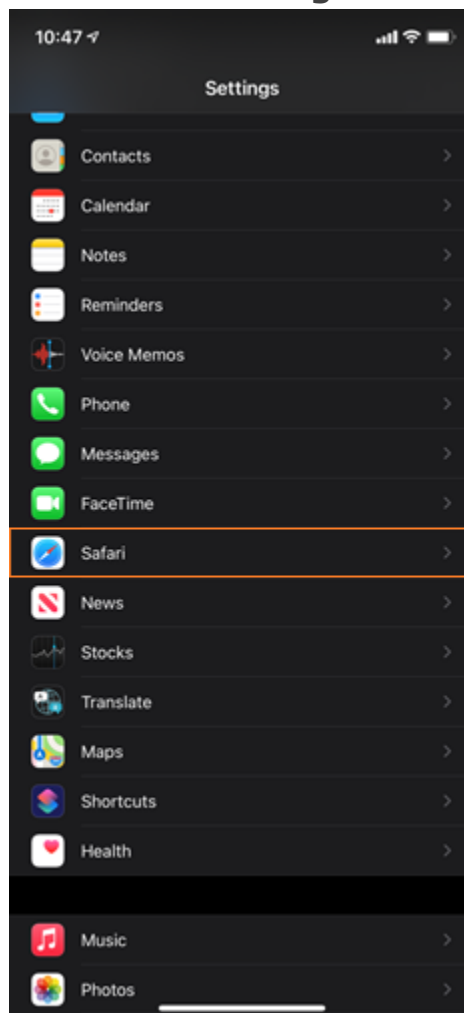 10:47
Settings
Contacts
Calendar
Notes
Reminders
Voice Memos
Phone
Messages
FaceTime
Safari
News
Stocks
Translate
Maps
Shortcuts
Health
Music
Photos